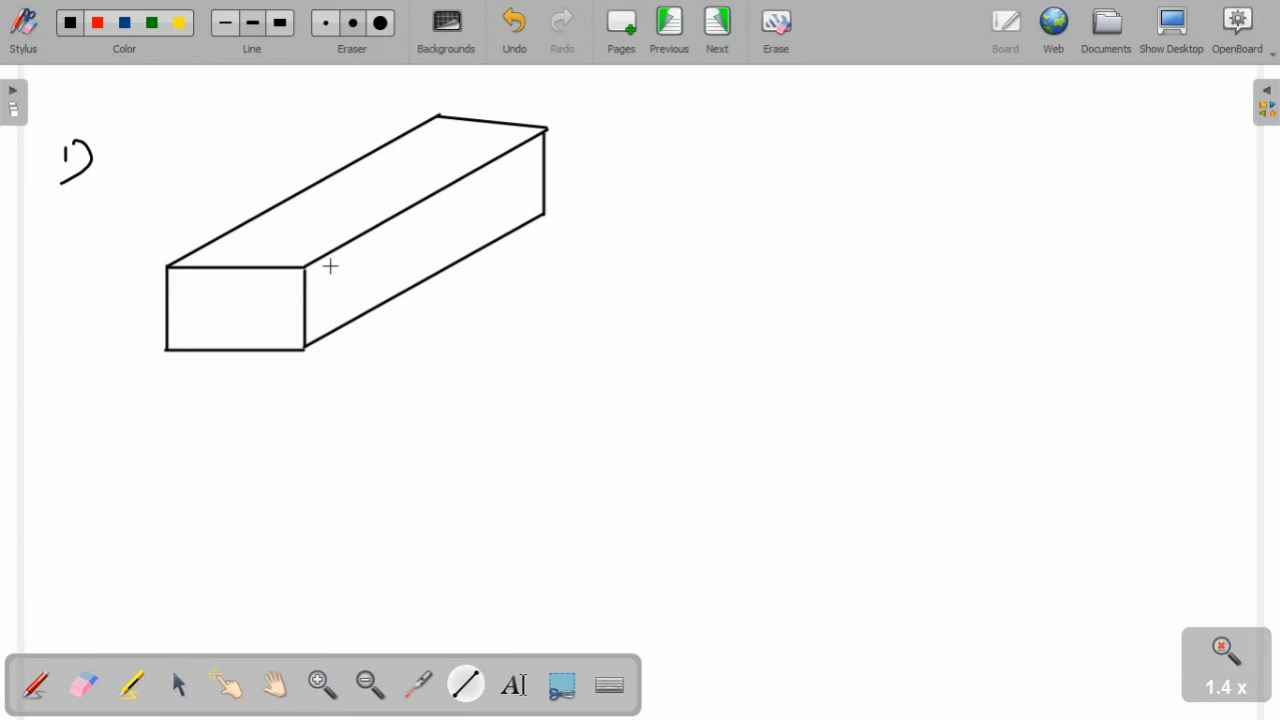 Stylus Color Line Eraser Backgrounds Undo Redo Pages Previous Next Erase Board Web Documents Show Desktop OpenBoard
1)
AI
1.4 x